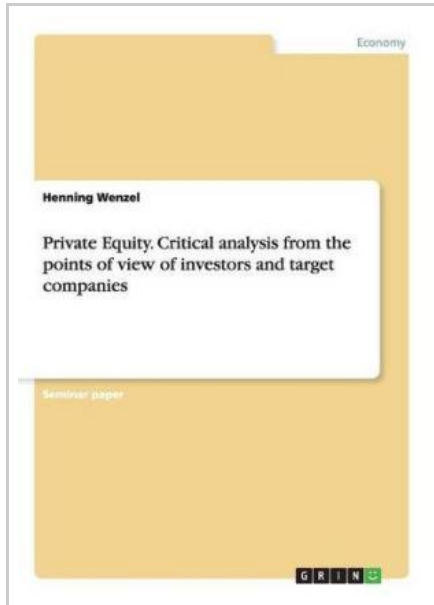 Economy
Henning Wenzel
Private Equity. Critical analysis from the
points of view of investors and target
companies
Seminar paper
GRIN